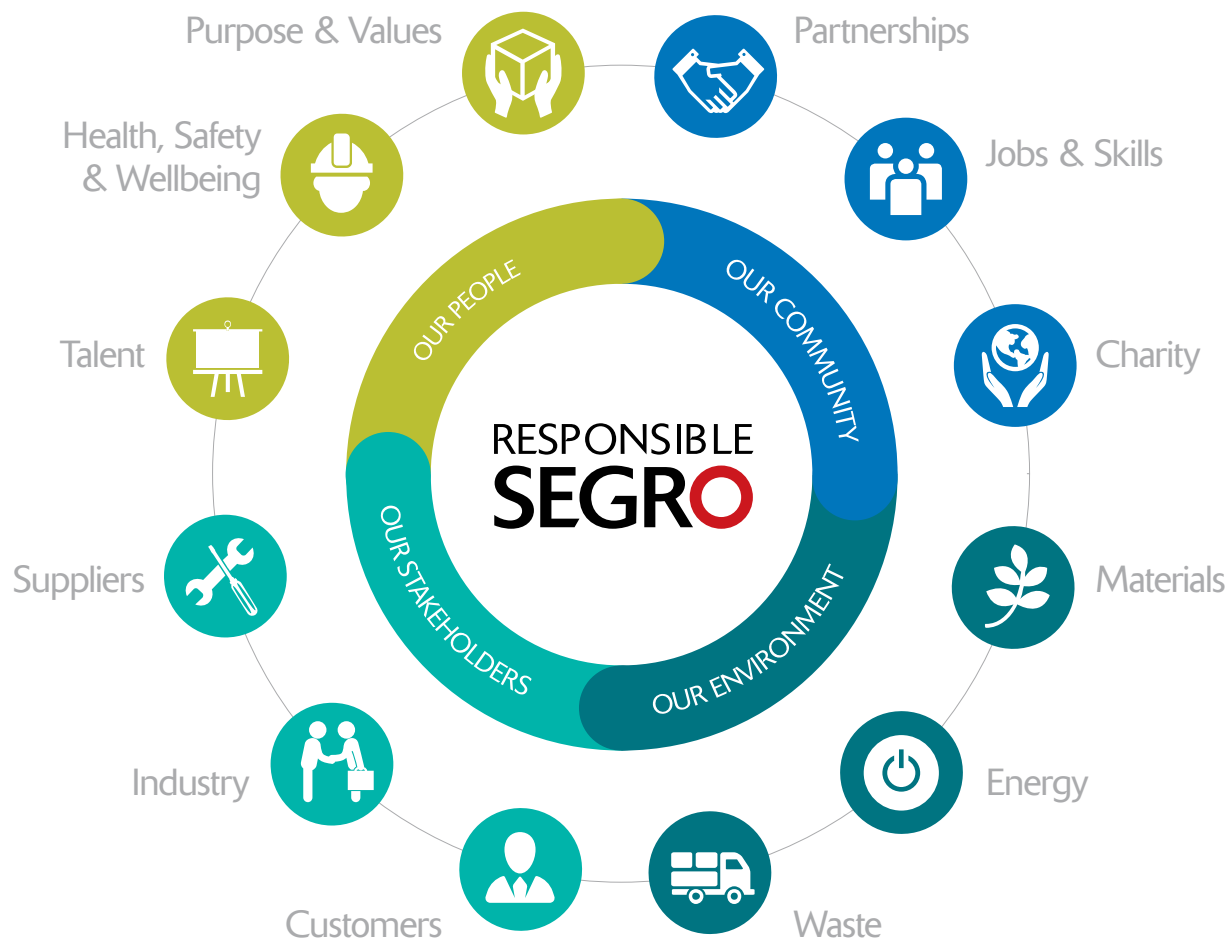 Purpose & Values
Partnerships
Health, Safety
& Wellbeing
Jobs & Skills
OUR PEOPLE
OUR COMMUNITY
Talent
Charity
RESPONSIBLE
SEGRO
Suppliers
Materials
OUR STAKEHOLDERS
OUR ENVIRONMENT
Industry
Energy
Customers
Waste